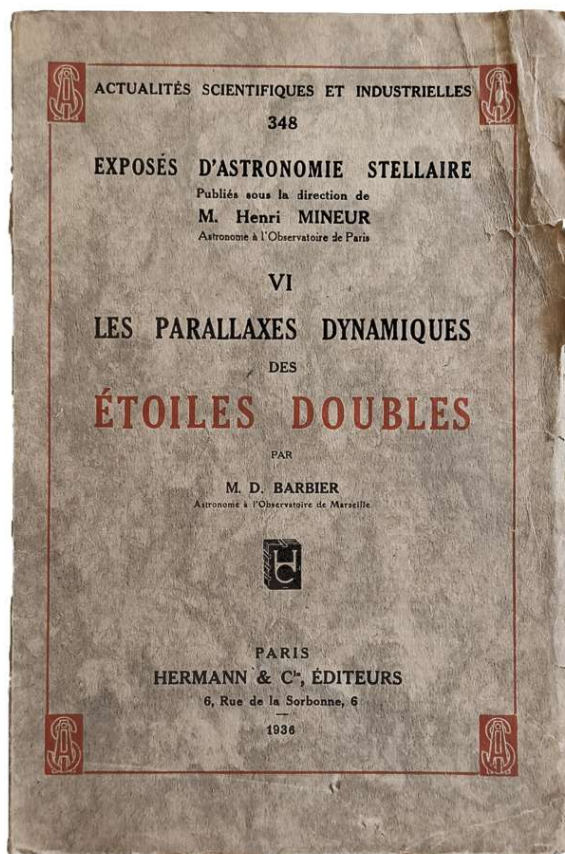 ACTUALITÉS SCIENTIFIQUES ET INDUSTRIELLES
348
EXPOSÉS D'ASTRONOMIE STELLAIRE
Publiés sous la direction de
M. Henri MINEUR
Astronome à l'Observatoire de Paris
VI
LES PARALLAXES DYNAMIQUES
DES
ÉTOILES DOUBLES
PAR
M. D. BARBIER
Astronome à l'Observatoire de Marseille
HC
PARIS
HERMANN & Cie, ÉDITEURS
6, Rue de la Sorbonne, 6
1936